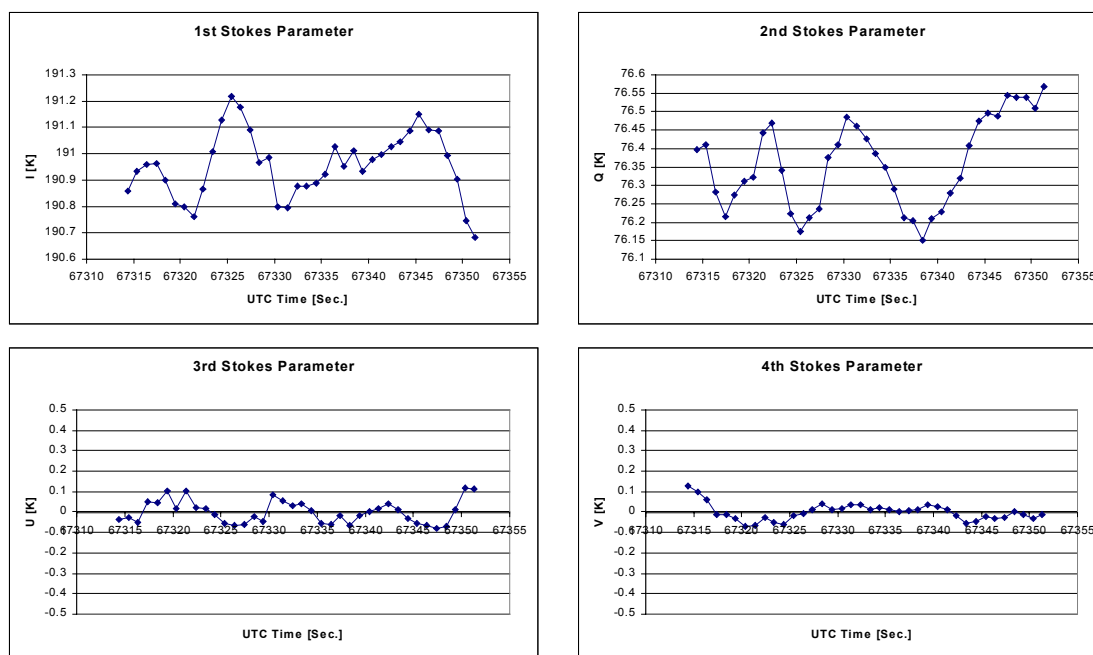 1st Stokes Parameter
191.3
191.2
191.1
191
190.9
190.8
190.7
190.6
I [K]
67310 67315 67320 67325 67330 67335 67340 67345 67350 67355
UTC Time [Sec.]
2nd Stokes Parameter
76.6
76.55
76.5
76.45
76.4
76.35
76.3
76.25
76.2
76.15
76.1
Q [K]
67310 67315 67320 67325 67330 67335 67340 67345 67350 67355
UTC Time [Sec.]
3rd Stokes Parameter
0.5
0.4
0.3
0.2
0.1
0
-0.1
-0.2
-0.3
-0.4
-0.5
U [K]
67310 67315 67320 67325 67330 67335 67340 67345 67350 67355
UTC Time [Sec.]
4th Stokes Parameter
0.5
0.4
0.3
0.2
0.1
0
-0.1
-0.2
-0.3
-0.4
-0.5
V [K]
67310 67315 67320 67325 67330 67335 67340 67345 67350 67355
UTC Time [Sec.]